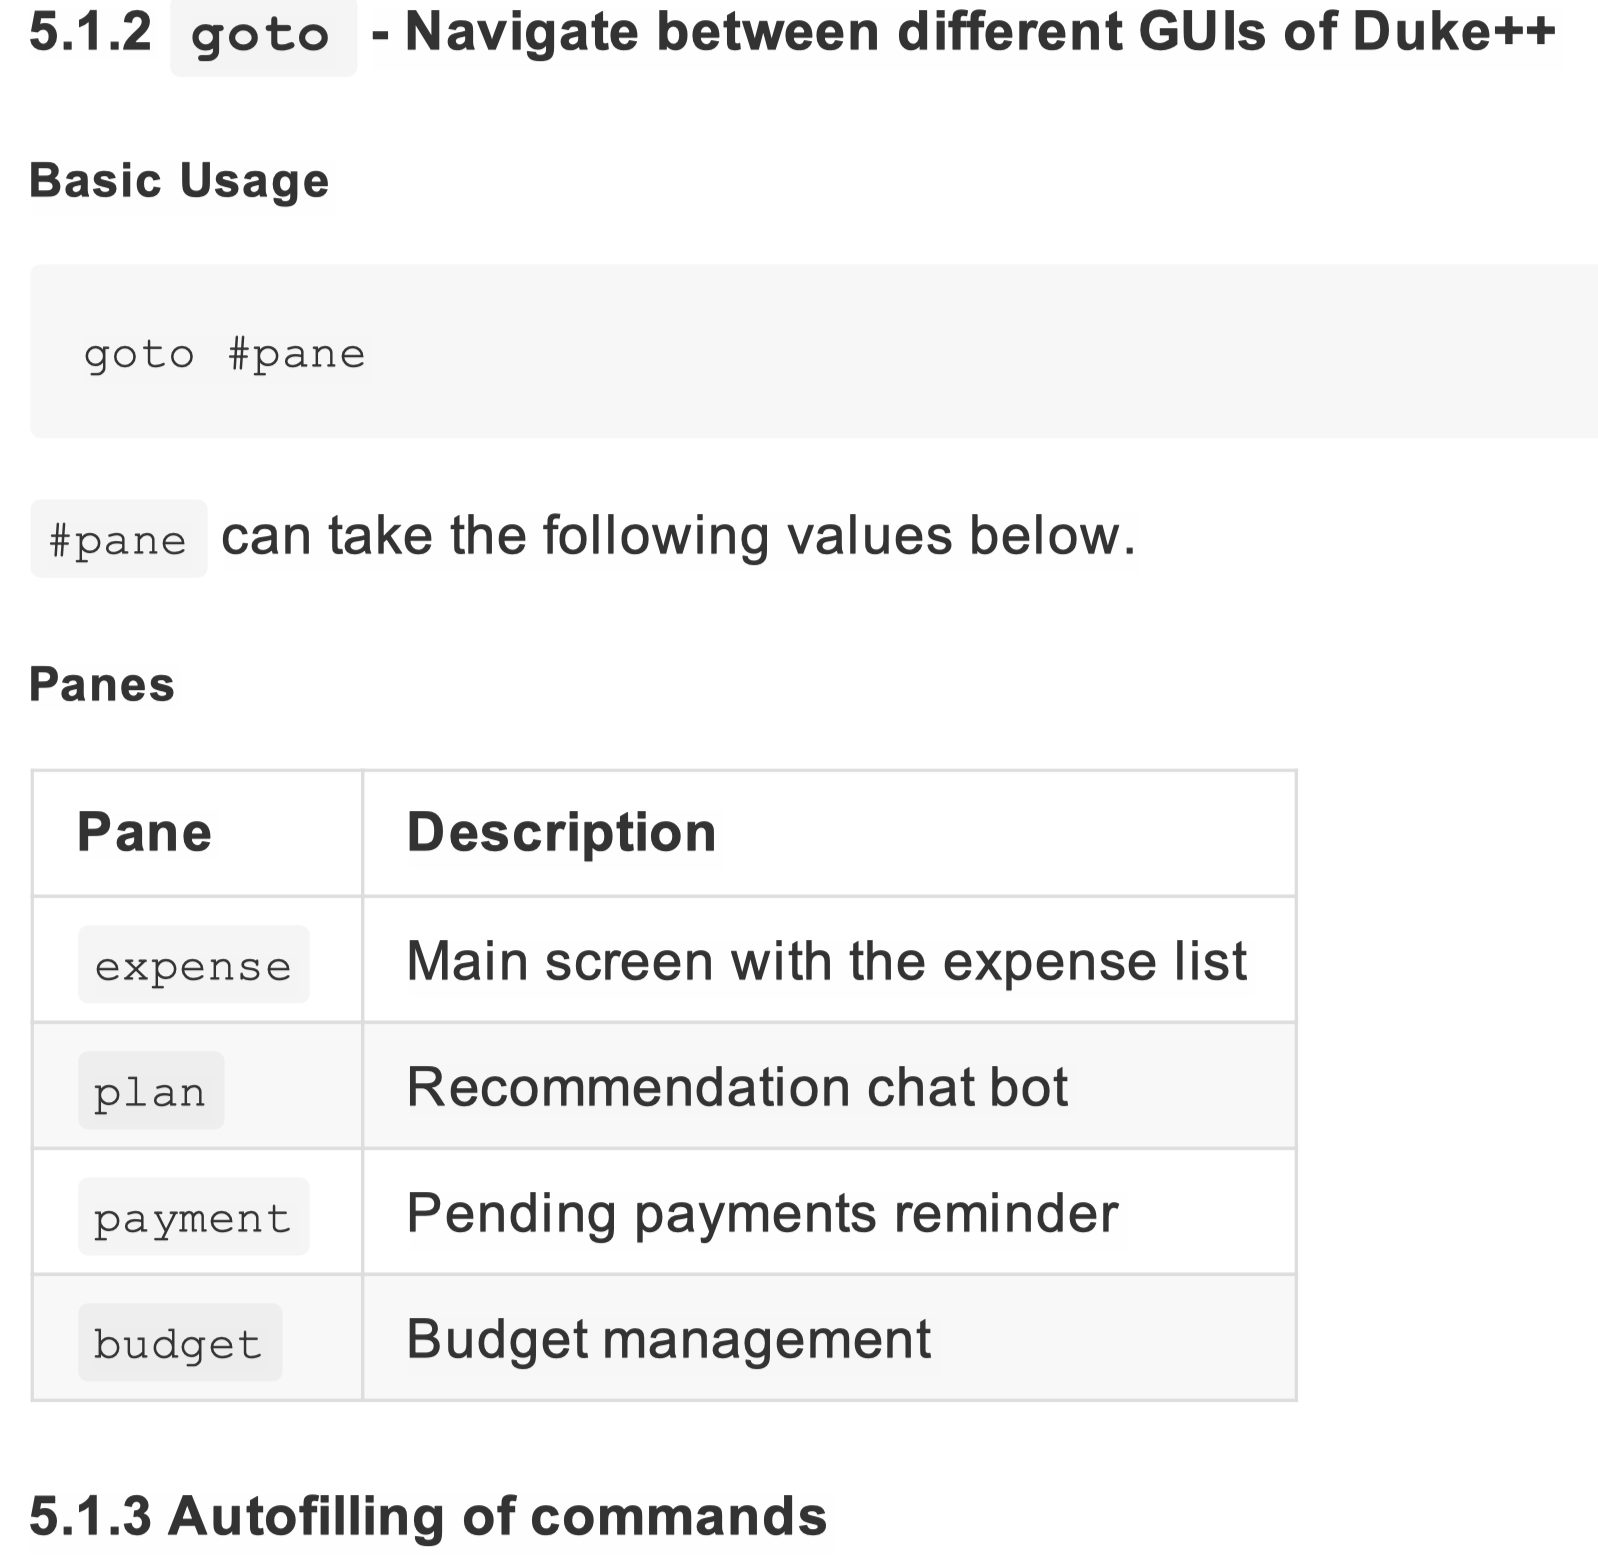 5.1.2 goto - Navigate between different GUIs of Duke++
Basic Usage
goto #pane
#pane can take the following values below.
Panes
Pane Description
expense Main screen with the expense list
plan Recommendation chat bot
payment Pending payments reminder
budget Budget management
5.1.3 Autofilling of commands